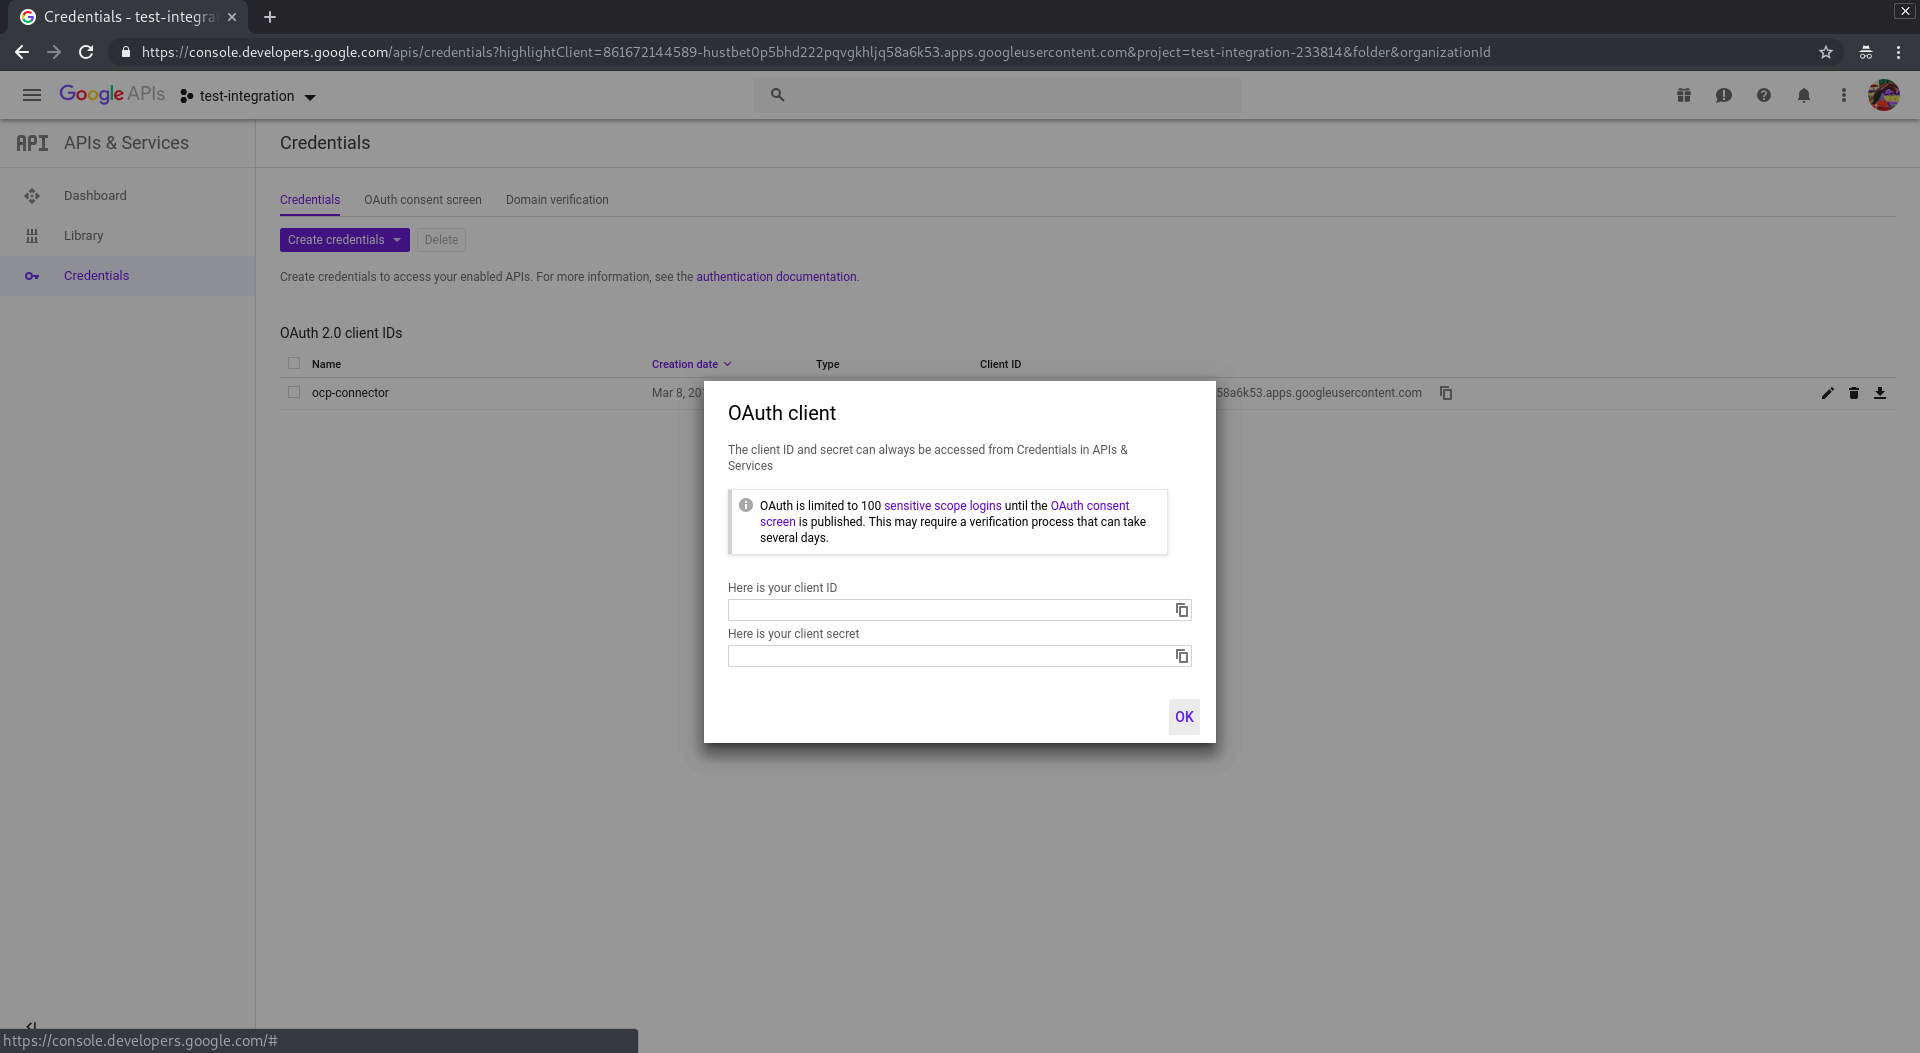 Credentials - test-integra
https://console.developers.google.com/apis/credentials?highlightClient=861672144589-hustbet0p5bhd222pqvgkhljq58a6k53.apps.googleusercontent.com&project=test-integration-233814&folder&organizationId
Google APIs test-integration
API APIs & Services
Credentials
Dashboard
Library
Credentials
Credentials OAuth consent screen Domain verification
Create credentials Delete
Create credentials to access your enabled APIs. For more information, see the authentication documentation.
OAuth 2.0 client IDs
Name Creation date Type Client ID
ocp-connector Mar 8, 20 58a6k53.apps.googleusercontent.com
OAuth client
The client ID and secret can always be accessed from Credentials in APIs &
Services
OAuth is limited to 100 sensitive scope logins until the OAuth consent
screen is published. This may require a verification process that can take
several days.
Here is your client ID
Here is your client secret
OK
https://console.developers.google.com/#